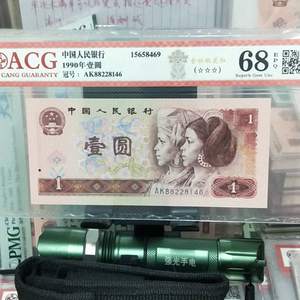 ACG
CANG GUARANTY
中国人民银行
1990年壹圆
冠号: AK88228146
15658469
(☆☆☆)
68
EPQ
Superb Gem Unc
中国人民银行
壹圆
1
AK88228146
1
PMG
强光手电